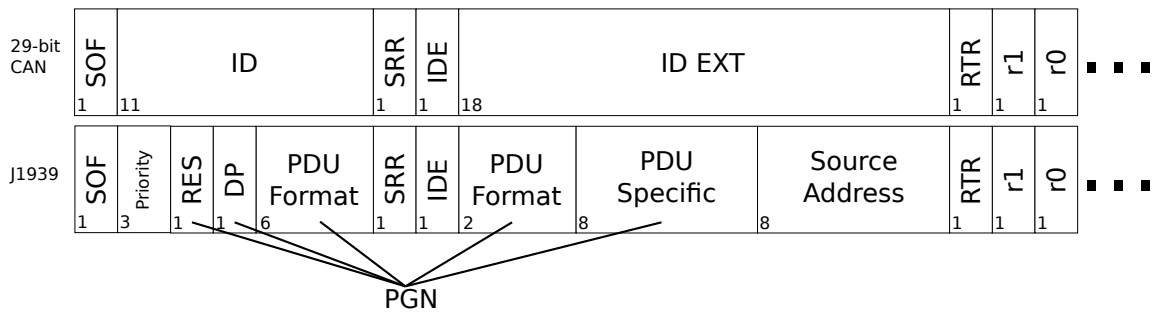 29-bit
CAN
SOF
ID
SRR
IDE
ID EXT
RTR
r1
r0
1
11
1
1
18
1
1
1
J1939
SOF
Priority
RES
DP
PDU
Format
SRR
IDE
PDU
Format
PDU
Specific
Source
Address
RTR
r1
r0
1
3
1
1
6
1
1
2
8
8
1
1
1
PGN